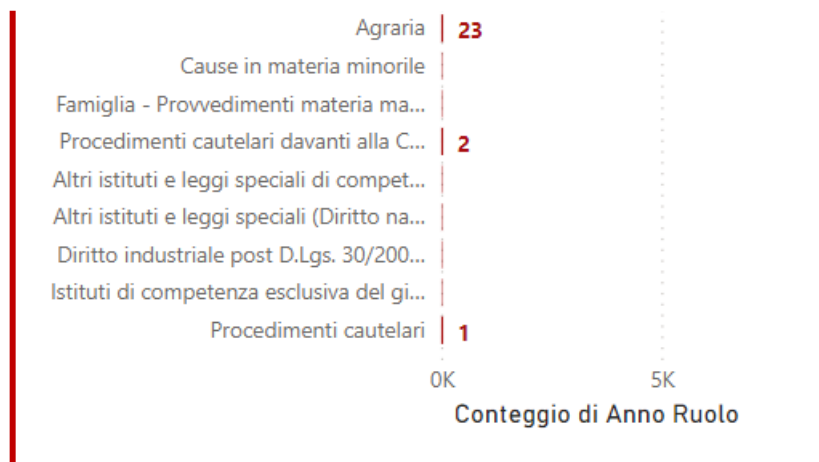 Agraria 23
Cause in materia minorile
Famiglia - Provvedimenti materia ma...
Procedimenti cautelari davanti alla C... 2
Altri istituti e leggi speciali di compet...
Altri istituti e leggi speciali (Diritto na...
Diritto industriale post D.Lgs. 30/200...
Istituti di competenza esclusiva del gi...
Procedimenti cautelari 1
0K 5K
Conteggio di Anno Ruolo